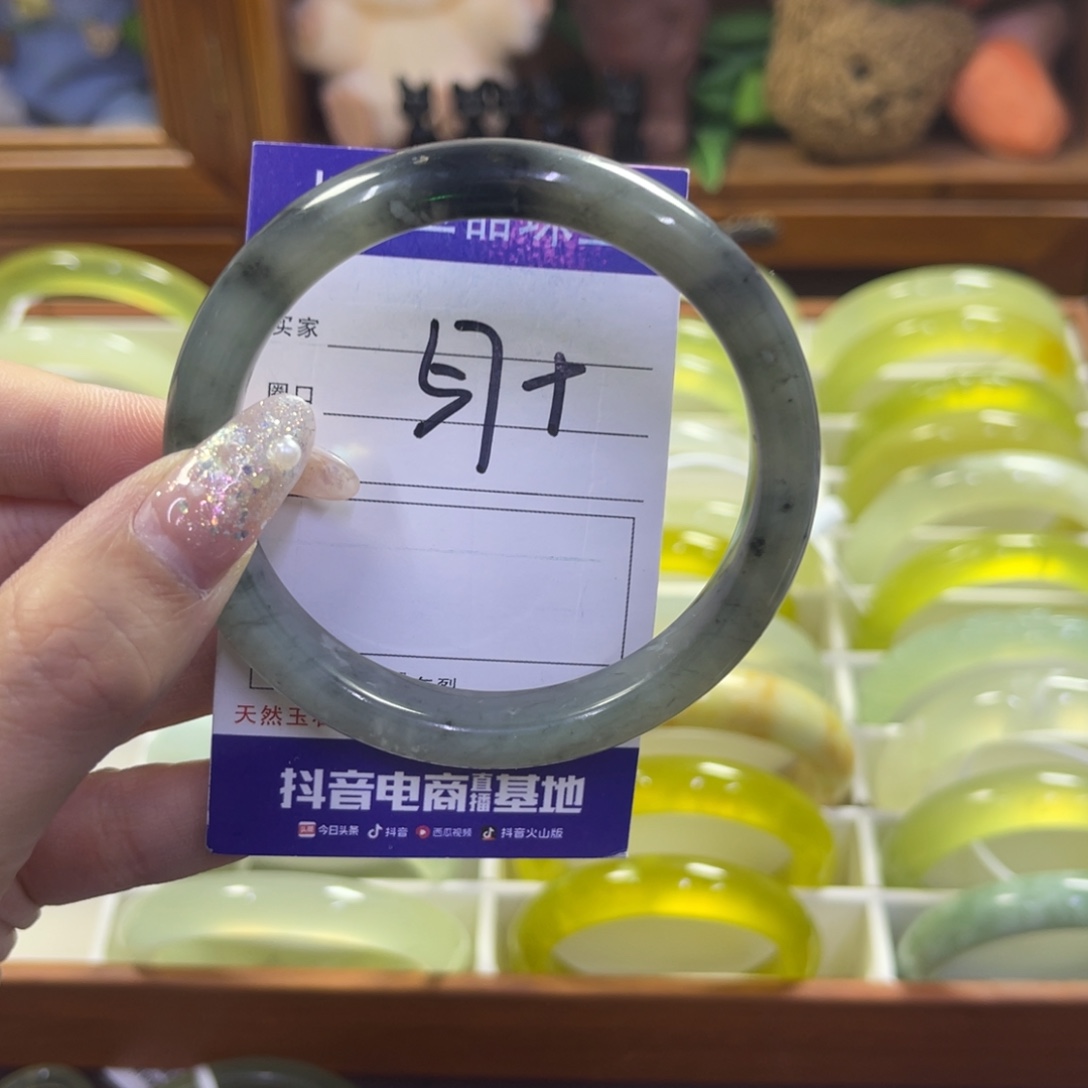 买家
圈口
57+
天然玉
抖音电商直播基地
今日头条 抖音 西瓜视频 抖音火山版